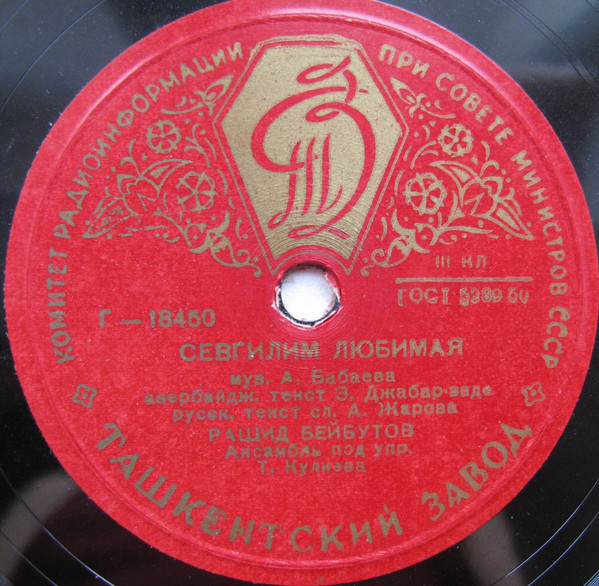 КОМИТЕТ РАДИОИНФОРМАЦИИ ПРИ СОВЕТЕ МИНИСТРОВ СССР
III КЛ
ГОСТ 5289 50
Г — 18450
СЕВГИЛИМ ЛЮБИМАЯ
муз. А. Бабаева
азербайдж. текст З. Джабар-заде
русск. текст сл. А. Жарова
РАШИД БЕЙБУТОВ
Ансамбль под упр.
Т. Кулиева
ТАШКЕНТСКИЙ ЗАВОД